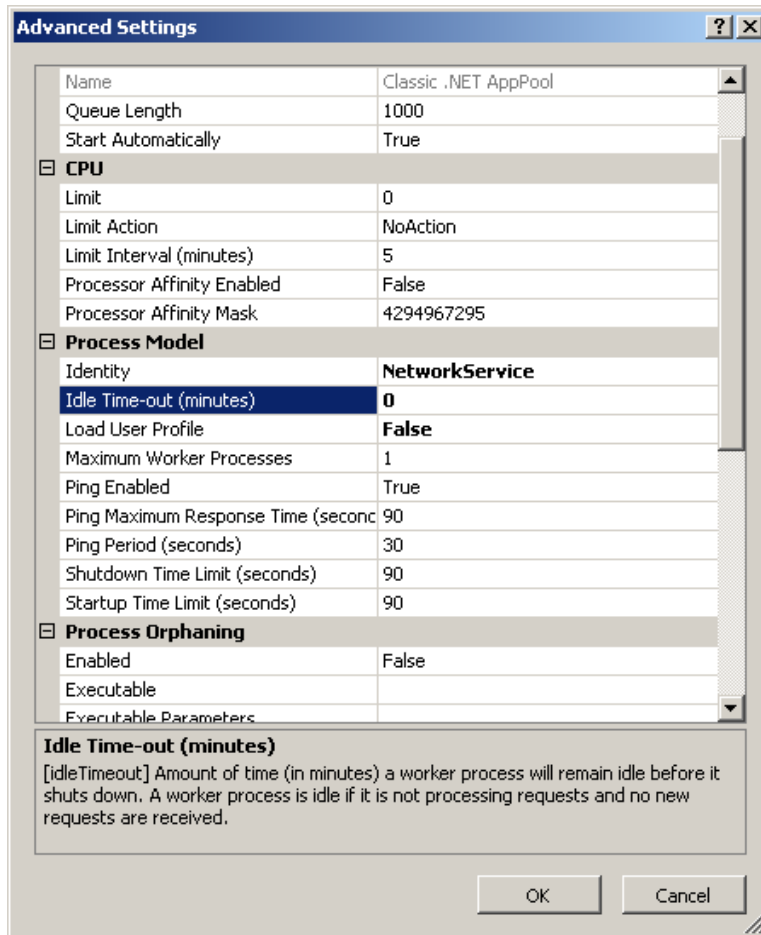 Advanced Settings
Name Classic .NET AppPool
Queue Length 1000
Start Automatically True
CPU
Limit 0
Limit Action NoAction
Limit Interval (minutes) 5
Processor Affinity Enabled False
Processor Affinity Mask 4294967295
Process Model
Identity NetworkService
Idle Time-out (minutes) 0
Load User Profile False
Maximum Worker Processes 1
Ping Enabled True
Ping Maximum Response Time (seconc 90
Ping Period (seconds) 30
Shutdown Time Limit (seconds) 90
Startup Time Limit (seconds) 90
Process Orphaning
Enabled False
Executable
Executable Parameters
Idle Time-out (minutes)
[idleTimeout] Amount of time (in minutes) a worker process will remain idle before it
shuts down. A worker process is idle if it is not processing requests and no new
requests are received.
OK Cancel